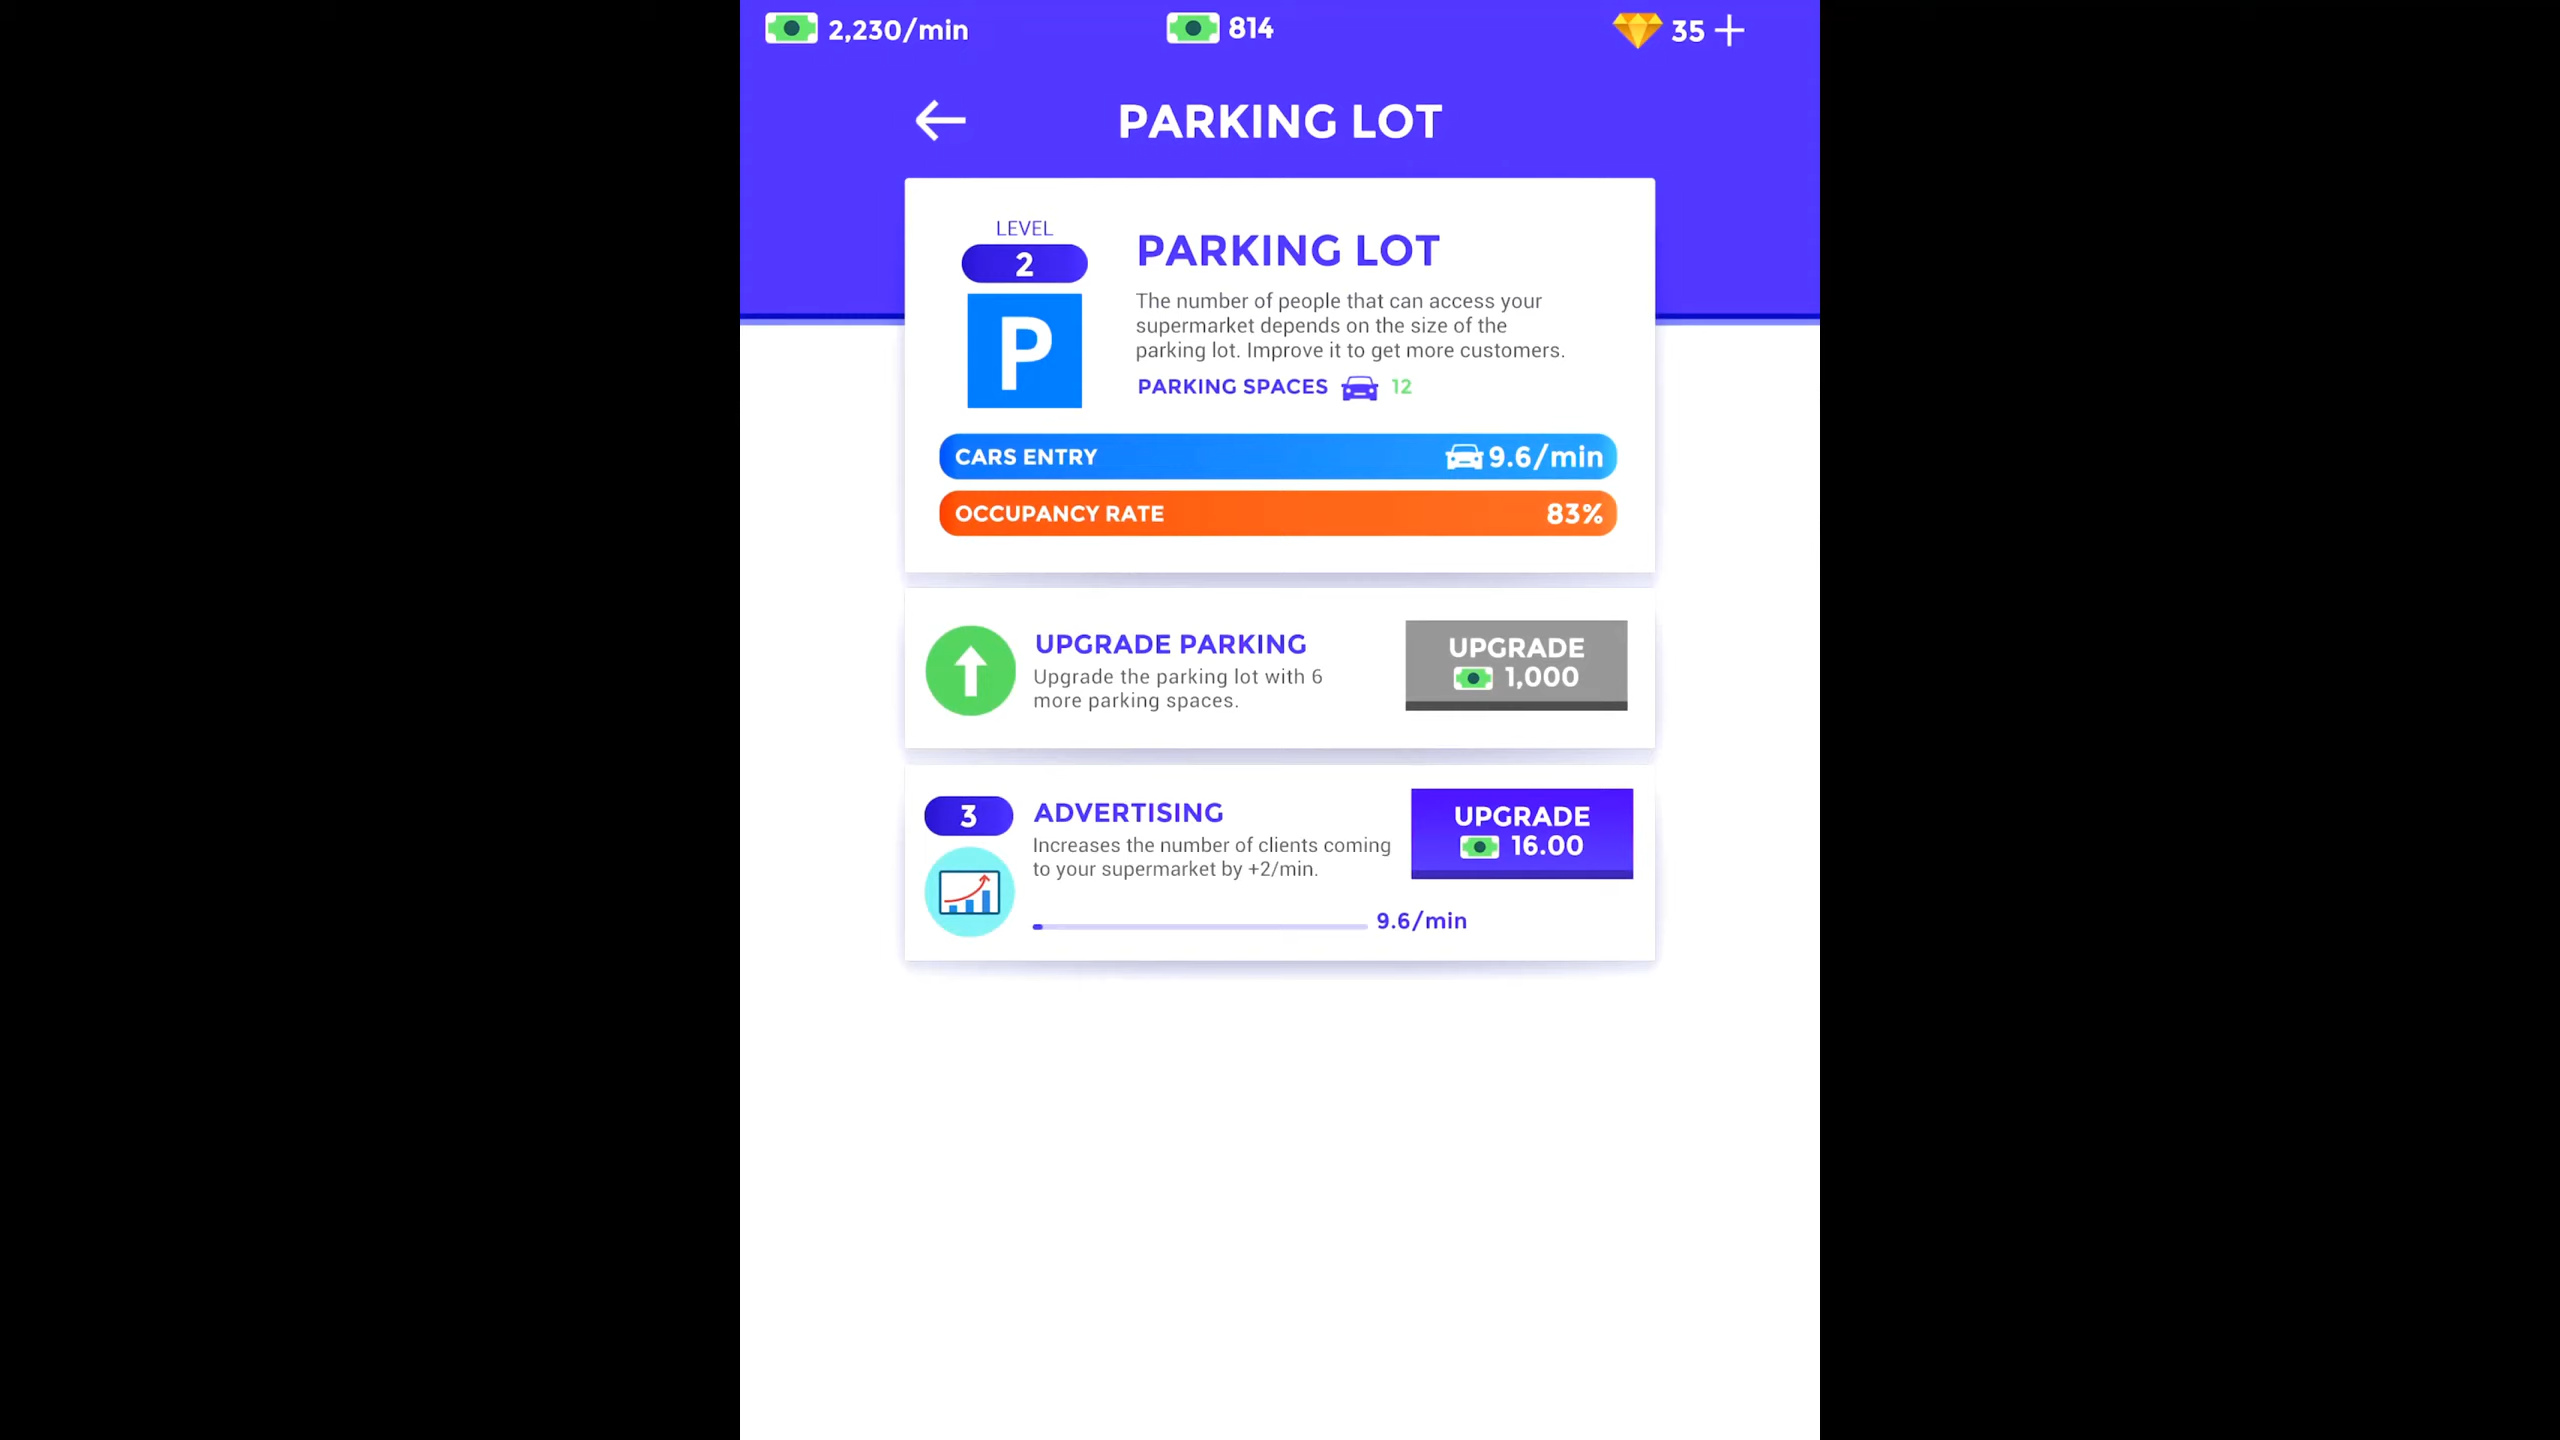 2,230/min 814 35
PARKING LOT
LEVEL
2
P
PARKING LOT
The number of people that can access your
supermarket depends on the size of the
parking lot. Improve it to get more customers.
PARKING SPACES 12
CARS ENTRY 9.6/min
OCCUPANCY RATE 83%
UPGRADE PARKING
Upgrade the parking lot with 6
more parking spaces.
UPGRADE
1,000
3
ADVERTISING
Increases the number of clients coming
to your supermarket by +2/min.
UPGRADE
16.00
9.6/min